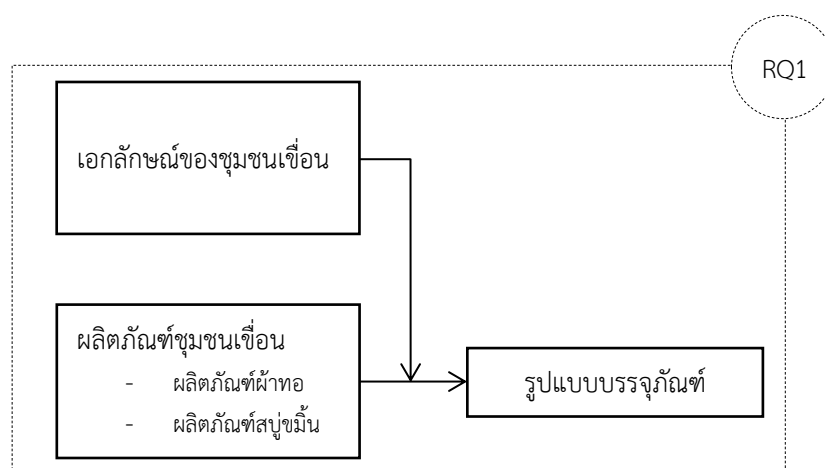 RQ1
เอกลักษณ์ของชุมชนเขื่อน
ผลิตภัณฑ์ชุมชนเขื่อน
- ผลิตภัณฑ์ผ้าทอ
- ผลิตภัณฑ์สบู่ขมิ้น
รูปแบบบรรจุภัณฑ์